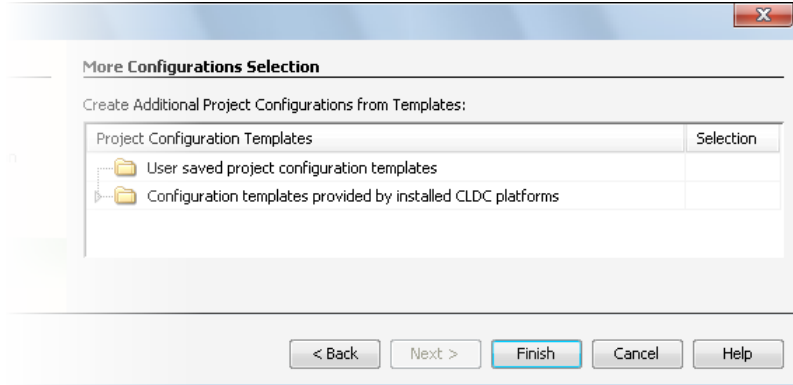 More Configurations Selection
Create Additional Project Configurations from Templates:
Project Configuration Templates Selection
User saved project configuration templates
Configuration templates provided by installed CLDC platforms
< Back Next > Finish Cancel Help